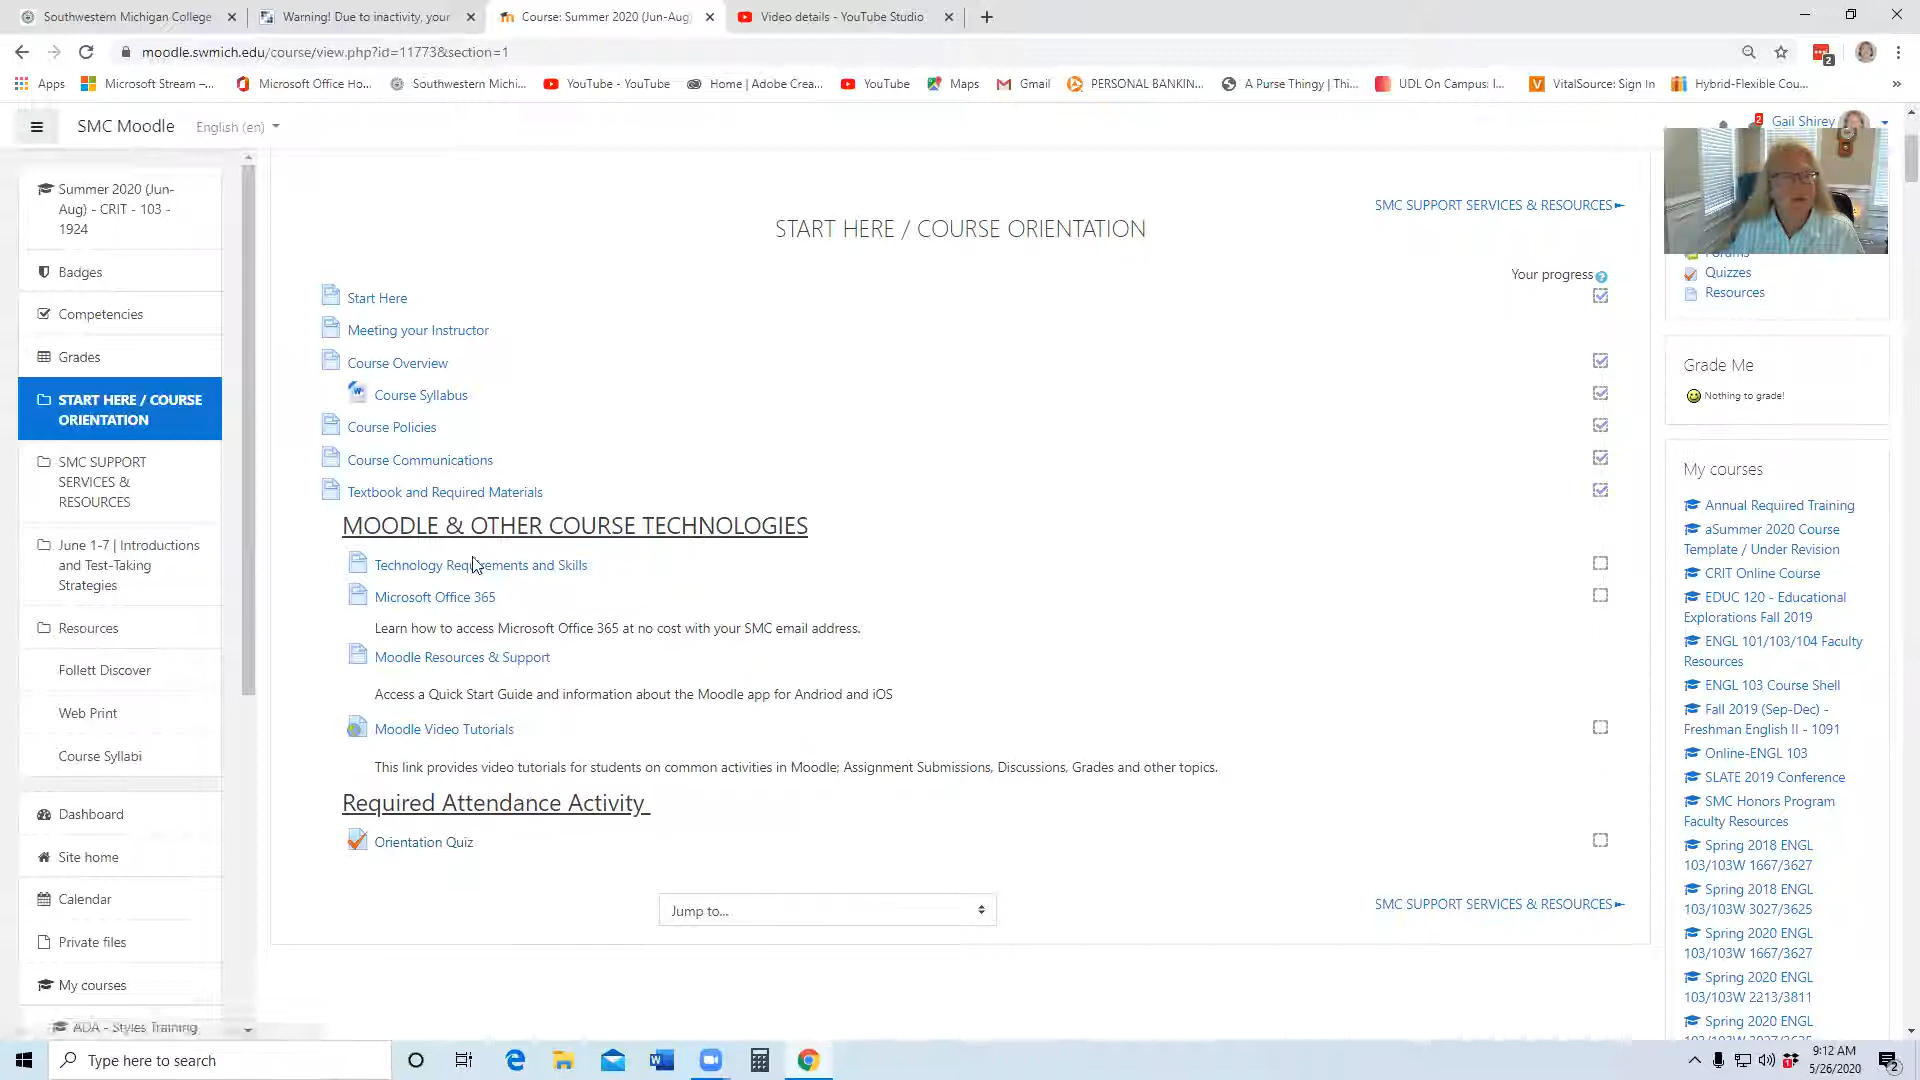 Southwestern Michigan College
Warning! Due to inactivity, your
Course: Summer 2020 (Jun-Aug
Video details - YouTube Studio
moodle.swmich.edu/course/view.php?id=11773&section=1
2
Apps
Microsoft Stream –...
Microsoft Office Ho...
Southwestern Michi...
YouTube - YouTube
Home | Adobe Crea...
YouTube
Maps
Gmail
PERSONAL BANKIN...
A Purse Thingy | Thi...
UDL On Campus: I...
VitalSource: Sign In
Hybrid-Flexible Cou...
SMC Moodle
English (en)
2
Gail Shirey
Summer 2020 (Jun-
Aug) - CRIT - 103 -
1924
Badges
Competencies
Grades
START HERE / COURSE
ORIENTATION
SMC SUPPORT
SERVICES &
RESOURCES
June 1-7 | Introductions
and Test-Taking
Strategies
Resources
Follett Discover
Web Print
Course Syllabi
Dashboard
Site home
Calendar
Private files
My courses
ADA - Styles Training
SMC SUPPORT SERVICES & RESOURCES►
START HERE / COURSE ORIENTATION
Your progress
Start Here
Meeting your Instructor
Course Overview
Course Syllabus
Course Policies
Course Communications
Textbook and Required Materials
MOODLE & OTHER COURSE TECHNOLOGIES
Technology Requirements and Skills
Microsoft Office 365
Learn how to access Microsoft Office 365 at no cost with your SMC email address.
Moodle Resources & Support
Access a Quick Start Guide and information about the Moodle app for Andriod and iOS
Moodle Video Tutorials
This link provides video tutorials for students on common activities in Moodle; Assignment Submissions, Discussions, Grades and other topics.
Required Attendance Activity
Orientation Quiz
Jump to...
SMC SUPPORT SERVICES & RESOURCES►
Forums
Quizzes
Resources
Grade Me
Nothing to grade!
My courses
Annual Required Training
aSummer 2020 Course
Template / Under Revision
CRIT Online Course
EDUC 120 - Educational
Explorations Fall 2019
ENGL 101/103/104 Faculty
Resources
ENGL 103 Course Shell
Fall 2019 (Sep-Dec) -
Freshman English II - 1091
Online-ENGL 103
SLATE 2019 Conference
SMC Honors Program
Faculty Resources
Spring 2018 ENGL
103/103W 1667/3627
Spring 2018 ENGL
103/103W 3027/3625
Spring 2020 ENGL
103/103W 1667/3627
Spring 2020 ENGL
103/103W 2213/3811
Spring 2020 ENGL
Type here to search
9:12 AM
5/26/2020
2